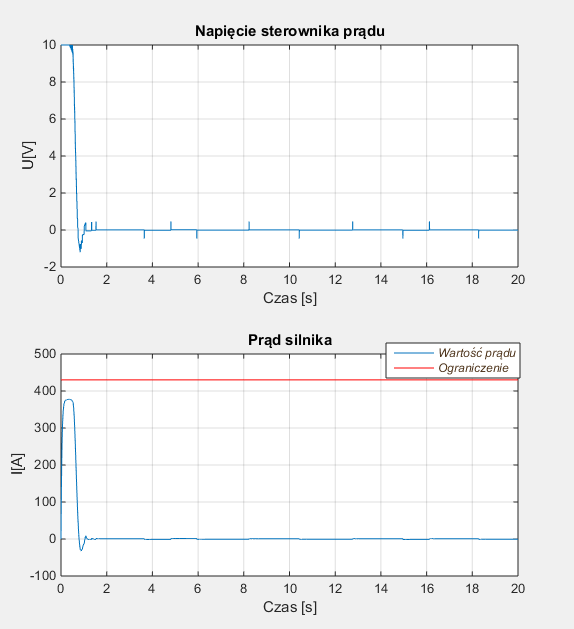 Napięcie sterownika prądu
U[V]
10
8
6
4
2
0
-2
0 2 4 6 8 10 12 14 16 18 20
Czas [s]
Prąd silnika
Wartość prądu
Ograniczenie
I[A]
500
400
300
200
100
0
-100
0 2 4 6 8 10 12 14 16 18 20
Czas [s]